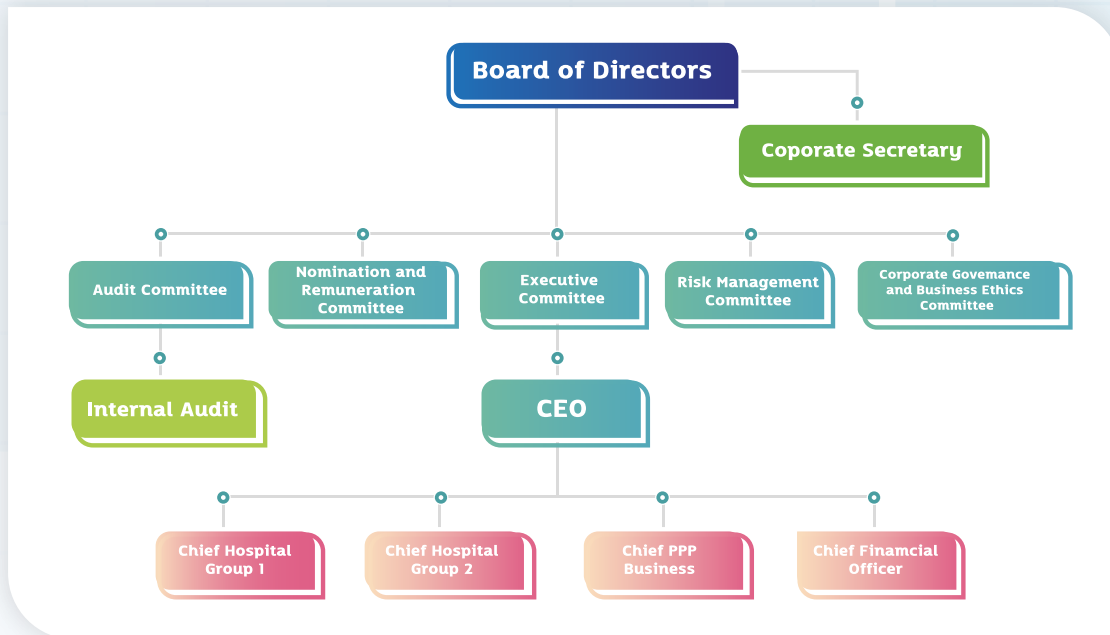 Board of Directors
Coporate Secretary
Audit Committee
Nomination and
Remuneration
Committee
Executive
Committee
Risk Management
Committee
Corporate Govemance
and Business Ethics
Committee
Internal Audit
CEO
Chief Hospital
Group 1
Chief Hospital
Group 2
Chief PPP
Business
Chief Finamcial
Officer